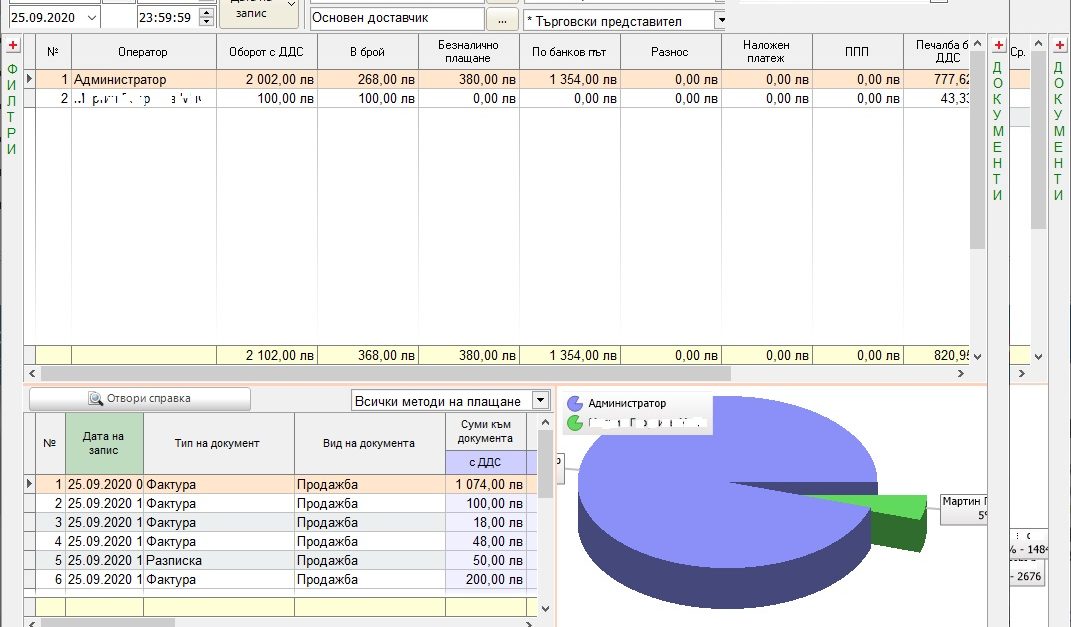 Дата на запис
25.09.2020 23:59:59 Основен доставчик ... * Търговски представител
ФИЛТРИ
№ Оператор Оборот с ДДС В брой Безналично плащане По банков път Разнос Наложен платеж ППП Печалба б ДДС Ср.
1 Администратор 2 002,00 лв 268,00 лв 380,00 лв 1 354,00 лв 0,00 лв 0,00 лв 0,00 лв 777,62
2 100,00 лв 100,00 лв 0,00 лв 0,00 лв 0,00 лв 0,00 лв 0,00 лв 43,33
2 102,00 лв 368,00 лв 380,00 лв 1 354,00 лв 0,00 лв 0,00 лв 0,00 лв 820,95
ДОКУМЕНТИ
ДОКУМЕНТИ
Отвори справка Всички методи на плащане
№ Дата на запис Тип на документ Вид на документа Суми към документа
с ДДС
1 25.09.2020 0 Фактура Продажба 1 074,00 лв
2 25.09.2020 1 Фактура Продажба 100,00 лв
3 25.09.2020 1 Фактура Продажба 18,00 лв
4 25.09.2020 1 Фактура Продажба 48,00 лв
5 25.09.2020 1 Разписка Продажба 50,00 лв
6 25.09.2020 1 Фактура Продажба 200,00 лв
Администратор
Мартин
5%
% - 1484
- 2676